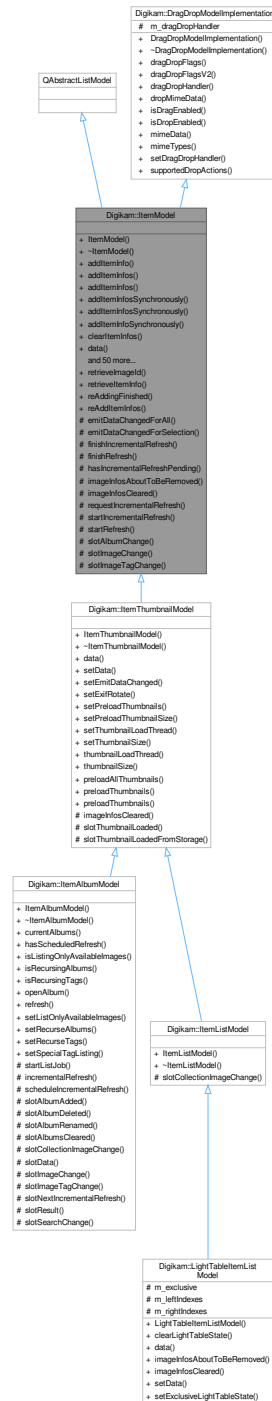 Digikam::DragDropModelImplementation
# m_dragDropHandler
+ DragDropModelImplementation()
+ ~DragDropModelImplementation()
+ dragDropFlags()
+ dragDropFlagsV2()
+ dragDropHandler()
+ dropMimeData()
+ isDragEnabled()
+ isDropEnabled()
+ mimeData()
+ mimeTypes()
+ setDragDropHandler()
+ supportedDropActions()
QAbstractListModel
Digikam::ItemModel
+ ItemModel()
+ ~ItemModel()
+ addItemInfo()
+ addItemInfos()
+ addItemInfos()
+ addItemInfosSynchronously()
+ addItemInfosSynchronously()
+ addItemInfoSynchronously()
+ clearItemInfos()
+ data()
and 50 more...
+ retrieveImageId()
+ retrieveItemInfo()
+ reAddingFinished()
+ reAddItemInfos()
# emitDataChangedForAll()
# emitDataChangedForSelection()
# finishIncrementalRefresh()
# finishRefresh()
# hasIncrementalRefreshPending()
# imageInfosAboutToBeRemoved()
# imageInfosCleared()
# requestIncrementalRefresh()
# startIncrementalRefresh()
# startRefresh()
# slotAlbumChange()
# slotImageChange()
# slotImageTagChange()
Digikam::ItemThumbnailModel
+ ItemThumbnailModel()
+ ~ItemThumbnailModel()
+ data()
+ setData()
+ setEmitDataChanged()
+ setExifRotate()
+ setPreloadThumbnails()
+ setPreloadThumbnailSize()
+ setThumbnailLoadThread()
+ setThumbnailSize()
+ thumbnailLoadThread()
+ thumbnailSize()
+ preloadAllThumbnails()
+ preloadThumbnails()
+ preloadThumbnails()
# imageInfosCleared()
# slotThumbnailLoaded()
# slotThumbnailLoadedFromStorage()
Digikam::ItemAlbumModel
+ ItemAlbumModel()
+ ~ItemAlbumModel()
+ currentAlbums()
+ hasScheduledRefresh()
+ isListingOnlyAvailableImages()
+ isRecursingAlbums()
+ isRecursingTags()
+ openAlbum()
+ refresh()
+ setListOnlyAvailableImages()
+ setRecurseAlbums()
+ setRecurseTags()
+ setSpecialTagListing()
# startListJob()
# incrementalRefresh()
# scheduleIncrementalRefresh()
# slotAlbumAdded()
# slotAlbumDeleted()
# slotAlbumRenamed()
# slotAlbumsCleared()
# slotCollectionImageChange()
# slotData()
# slotImageChange()
# slotImageTagChange()
# slotNextIncrementalRefresh()
# slotResult()
# slotSearchChange()
Digikam::ItemListModel
+ ItemListModel()
+ ~ItemListModel()
# slotCollectionImageChange()
Digikam::LightTableItemList
Model
# m_exclusive
# m_leftIndexes
# m_rightIndexes
+ LightTableItemListModel()
+ clearLightTableState()
+ data()
+ imageInfosAboutToBeRemoved()
+ imageInfosCleared()
+ setData()
+ setExclusiveLightTableState()